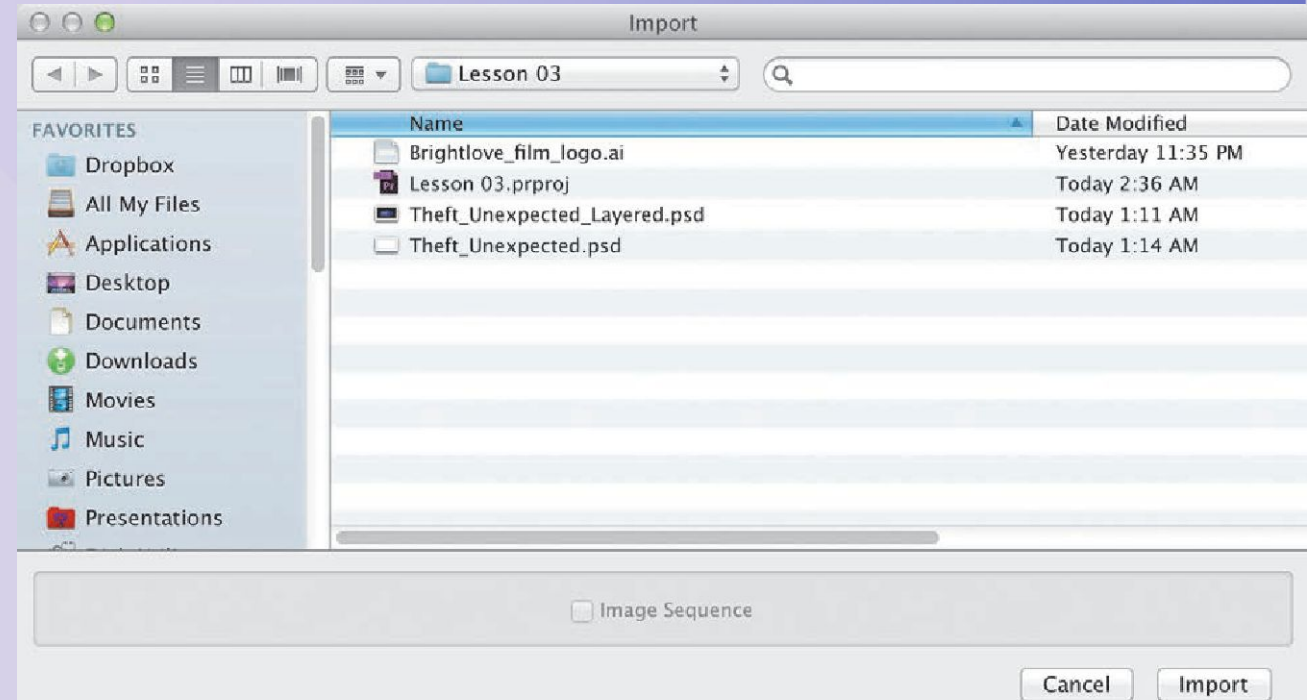 Import
Lesson 03
FAVORITES
Dropbox
All My Files
Applications
Desktop
Documents
Downloads
Movies
Music
Pictures
Presentations
Name Date Modified
Brightlove_film_logo.ai Yesterday 11:35 PM
Lesson 03.prproj Today 2:36 AM
Theft_Unexpected_Layered.psd Today 1:11 AM
Theft_Unexpected.psd Today 1:14 AM
Image Sequence
Cancel Import